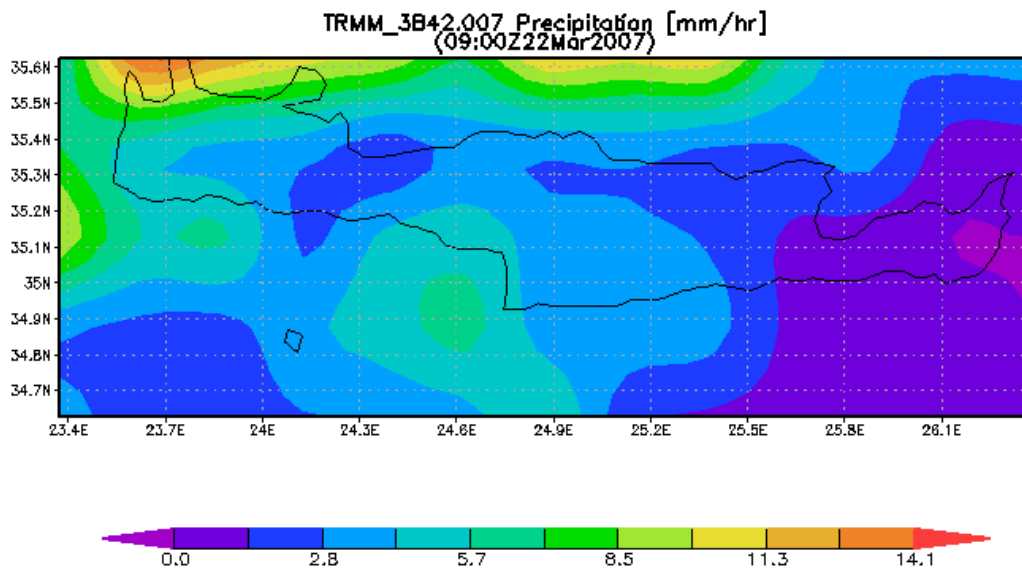 TRMM_3B42.007 Precipitation [mm/hr]
(09:00Z22Mar2007)
35.6N
35.5N
35.4N
35.3N
35.2N
35.1N
35N
34.9N
34.8N
34.7N
23.4E 23.7E 24E 24.3E 24.6E 24.9E 25.2E 25.5E 25.8E 26.1E
0.0 2.8 5.7 8.5 11.3 14.1